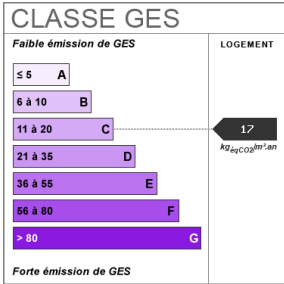 CLASSE GES
Faible émission de GES
LOGEMENT
≤ 5 A
6 à 10 B
11 à 20 C
17
kgéqCO2/m².an
21 à 35 D
36 à 55 E
56 à 80 F
> 80 G
Forte émission de GES